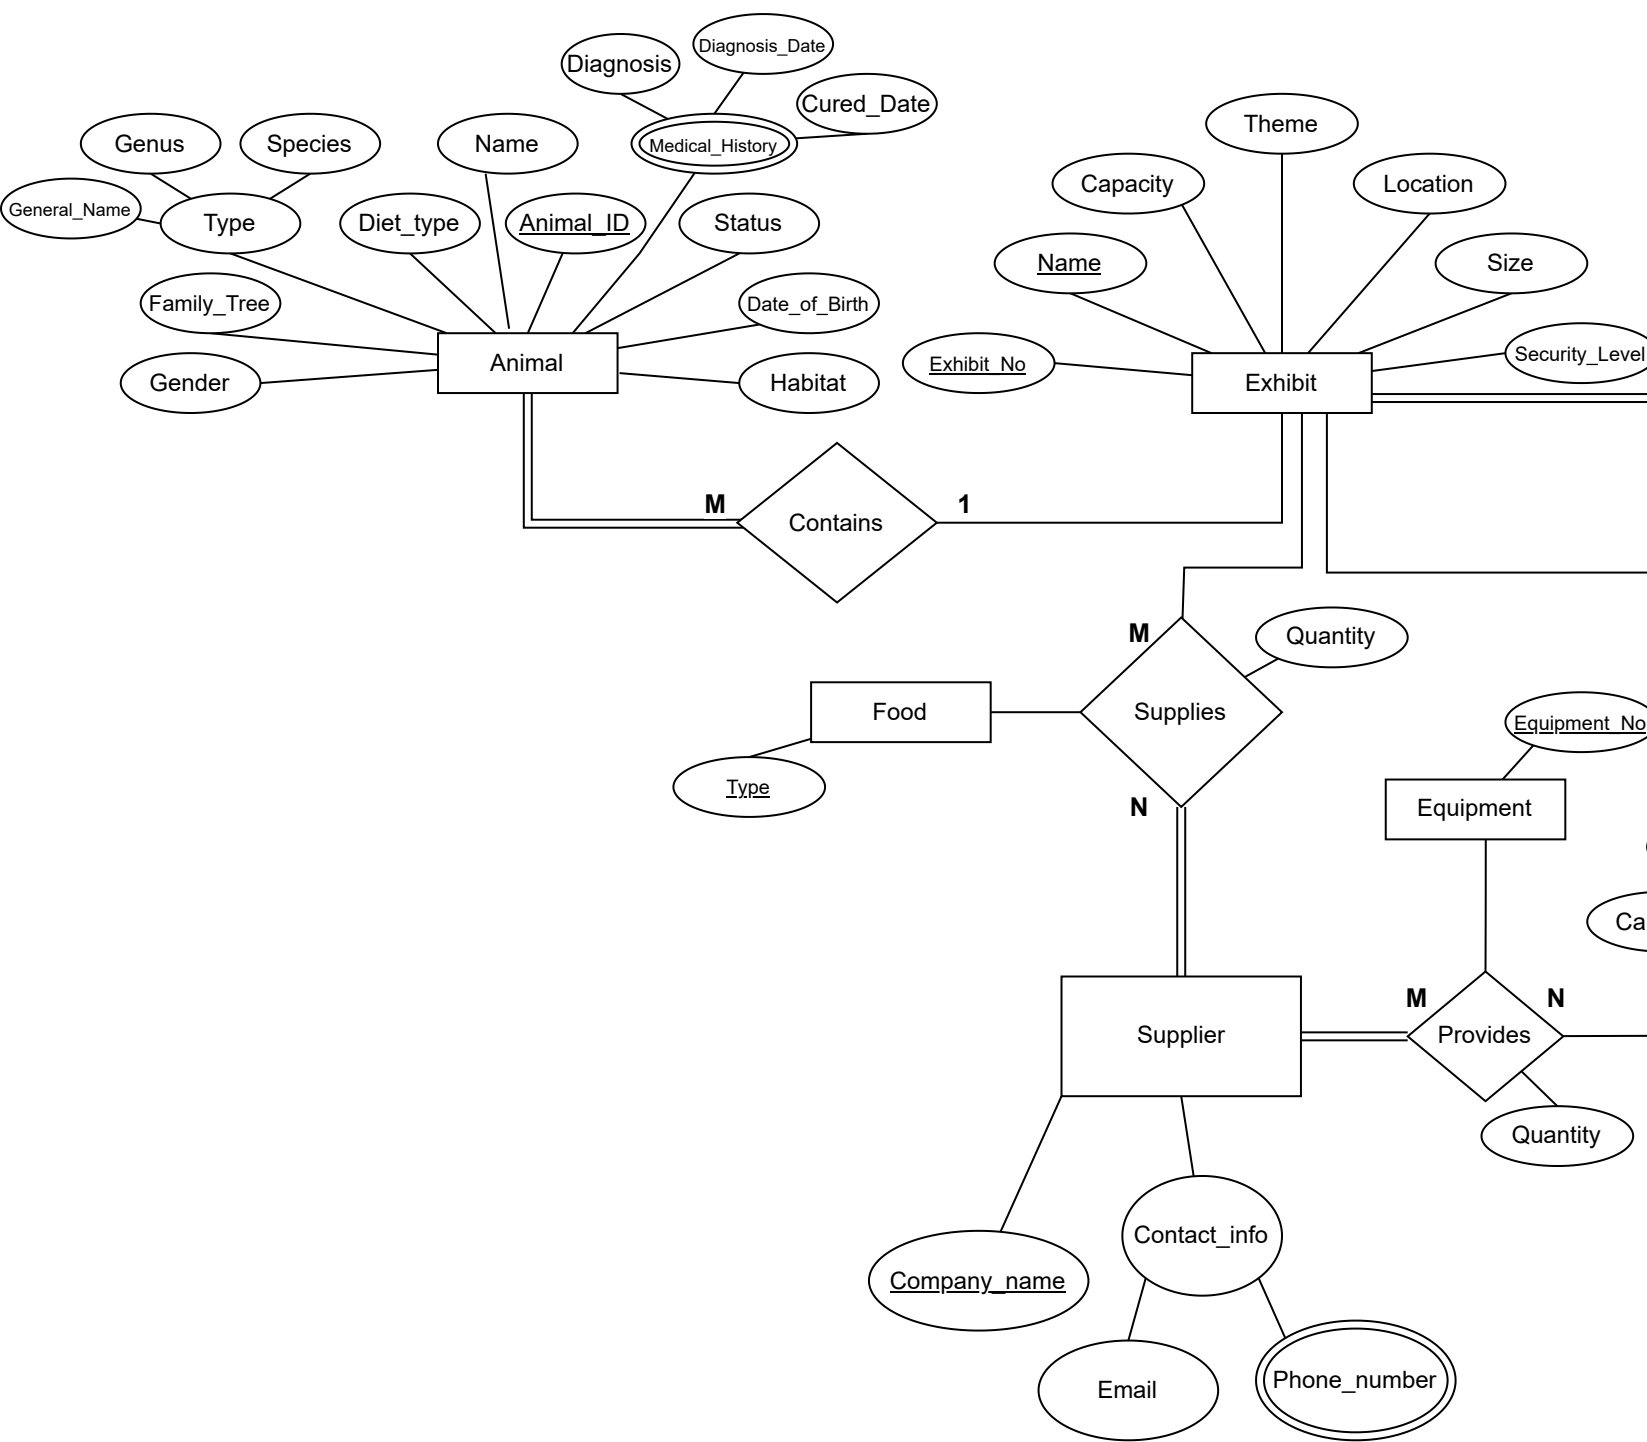 Diagnosis_Date
Diagnosis
Cured_Date
Genus
Species
Name
Medical_History
Theme
General_Name
Type
Diet_type
Animal_ID
Status
Capacity
Location
Family_Tree
Date_of_Birth
Name
Size
Animal
Exhibit_No
Exhibit
Security_Level
Gender
Habitat
M
Contains
1
M
Quantity
Food
Supplies
Equipment_No
Type
N
Equipment
Ca
M
N
Supplier
Provides
Quantity
Contact_info
Company_name
Email
Phone_number